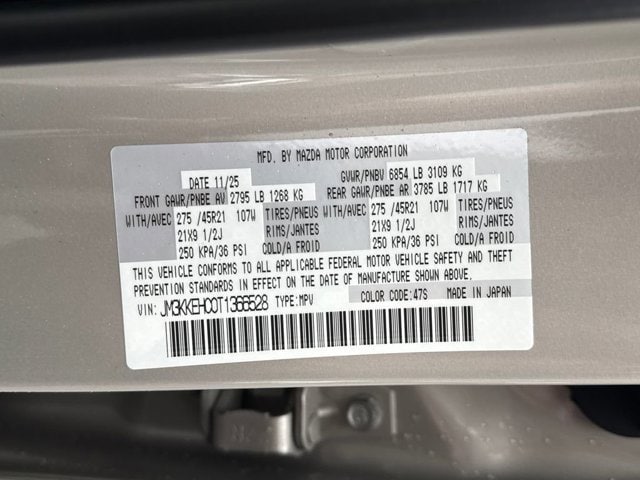 MFD. BY MAZDA MOTOR CORPORATION
DATE 11/25 GVWR/PNBV 6854 LB 3109 KG
FRONT GAWR/PNBE AV 2795 LB 1268 KG REAR GAWR/PNBE AR 3785 LB 1717 KG
WITH/AVEC 275 /45R21 107W TIRES/PNEUS WITH/AVEC 275 /45R21 107W TIRES/PNEUS
21X9 1/2J RIMS/JANTES 21X9 1/2J RIMS/JANTES
250 KPA/36 PSI COLD/A FROID 250 KPA/36 PSI COLD/A FROID
THIS VEHICLE CONFORMS TO ALL APPLICABLE FEDERAL MOTOR VEHICLE SAFETY AND THEFT
PREVENTION STANDARDS IN EFFECT ON THE DATE OF MANUFACTURE SHOWN ABOVE.
VIN: JM3KKEHC0T1366528 TYPE: MPV COLOR CODE: 47S MADE IN JAPAN